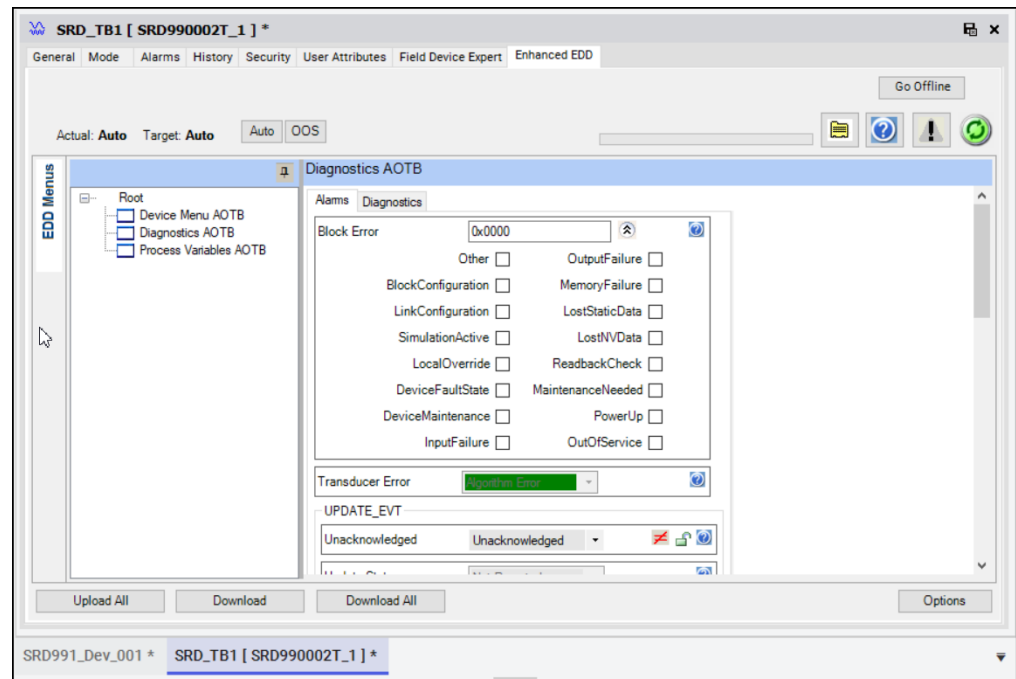 SRD_TB1 [ SRD990002T_1 ] *
General Mode Alarms History Security User Attributes Field Device Expert Enhanced EDD
Go Offline
Actual: Auto Target: Auto Auto OOS
EDD Menus
Diagnostics AOTB
Root
Device Menu AOTB
Diagnostics AOTB
Process Variables AOTB
Alarms Diagnostics
Block Error 0x0000
Other OutputFailure
BlockConfiguration MemoryFailure
LinkConfiguration LostStaticData
SimulationActive LostNVData
LocalOverride ReadbackCheck
DeviceFaultState MaintenanceNeeded
DeviceMaintenance PowerUp
InputFailure OutOfService
Transducer Error Algorithm Error
UPDATE_EVT
Unacknowledged Unacknowledged
Upload All Download Download All Options
SRD991_Dev_001 * SRD_TB1 [ SRD990002T_1 ] *